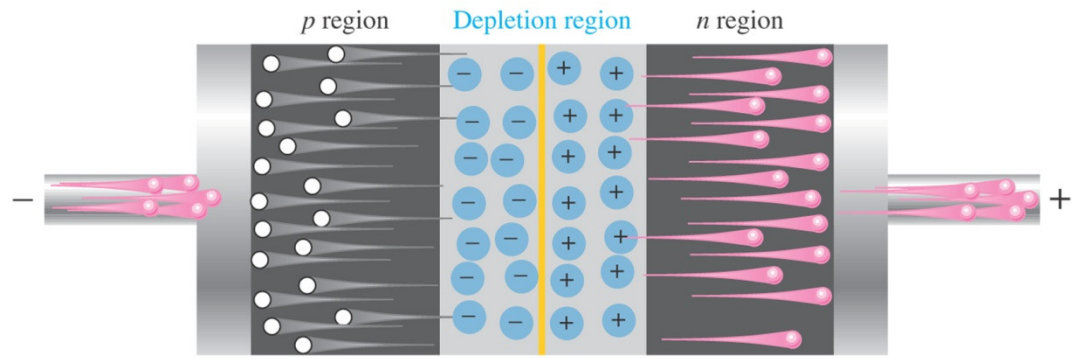 p region
Depletion region
n region
−
+
− − + +
− − + +
− − + +
− − + +
− − + +
− − + +
− − + +